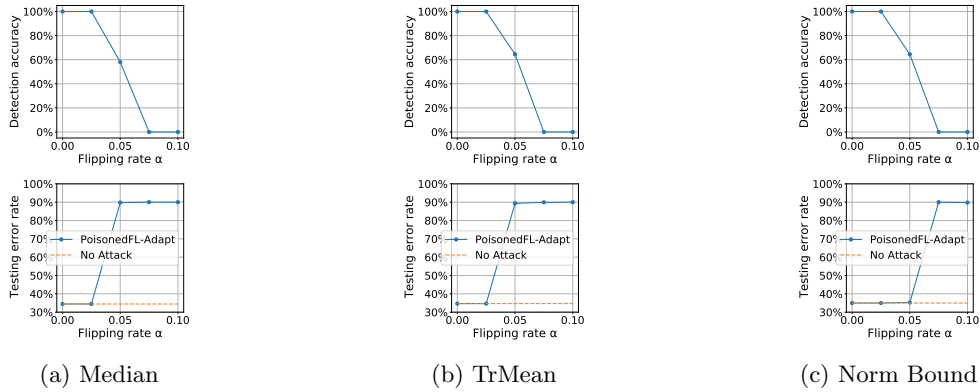 100%
80%
60%
40%
20%
0%
Detection accuracy
0.00 0.05 0.10
Flipping rate α
100%
80%
60%
40%
20%
0%
Detection accuracy
0.00 0.05 0.10
Flipping rate α
100%
80%
60%
40%
20%
0%
Detection accuracy
0.00 0.05 0.10
Flipping rate α
100%
90%
80%
70%
60%
50%
40%
30%
Testing error rate
PoisonedFL-Adapt
No Attack
0.00 0.05 0.10
Flipping rate α
100%
90%
80%
70%
60%
50%
40%
30%
Testing error rate
PoisonedFL-Adapt
No Attack
0.00 0.05 0.10
Flipping rate α
100%
90%
80%
70%
60%
50%
40%
30%
Testing error rate
PoisonedFL-Adapt
No Attack
0.00 0.05 0.10
Flipping rate α
(a) Median
(b) TrMean
(c) Norm Bound